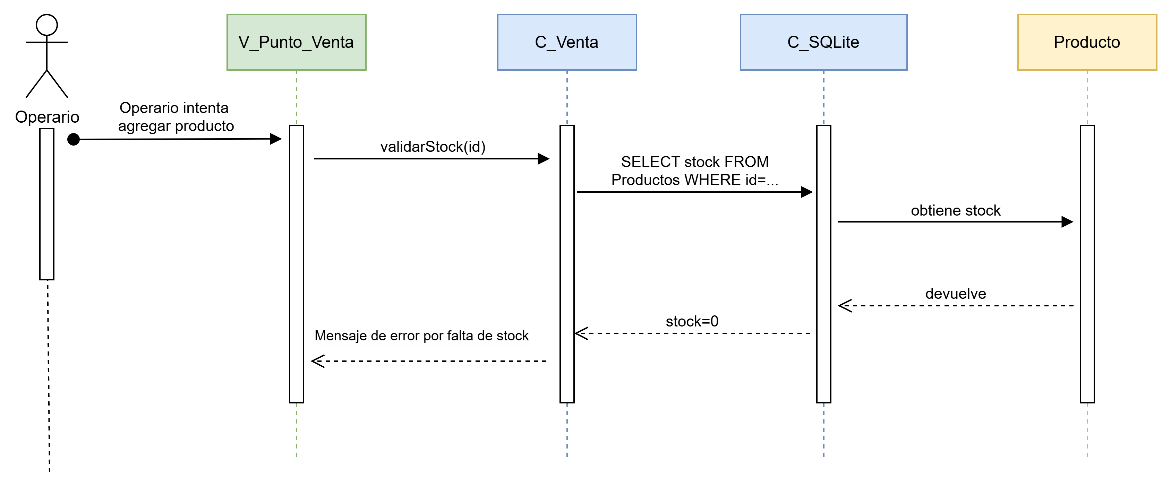 V_Punto_Venta
C_Venta
C_SQLite
Producto
Operario
Operario intenta
agregar producto
validarStock(id)
SELECT stock FROM
Productos WHERE id=...
obtiene stock
devuelve
stock=0
Mensaje de error por falta de stock